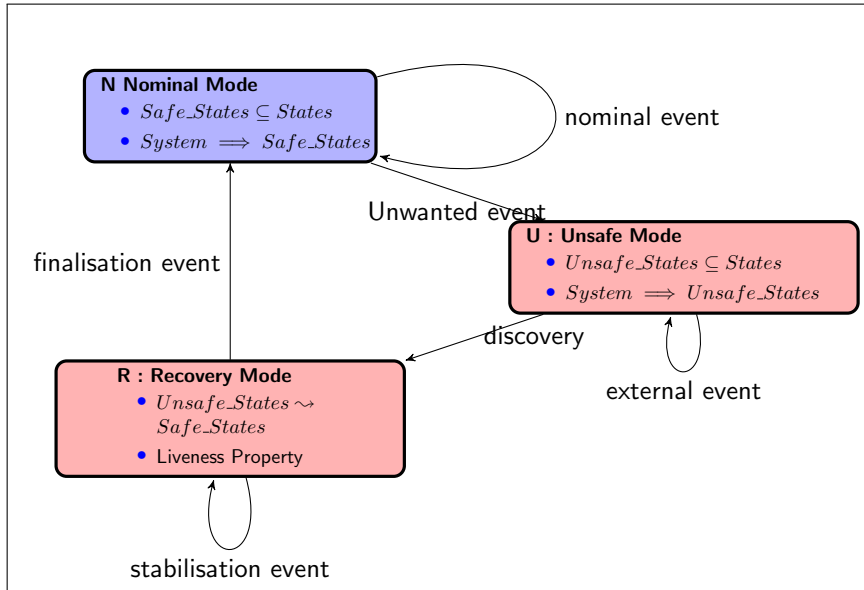 N Nominal Mode
• Safe_States ⊆ States
• System ⟹ Safe_States
nominal event
Unwanted event
U : Unsafe Mode
• Unsafe_States ⊆ States
• System ⟹ Unsafe_States
finalisation event
discovery
external event
R : Recovery Mode
• Unsafe_States ⤳
Safe_States
• Liveness Property
stabilisation event